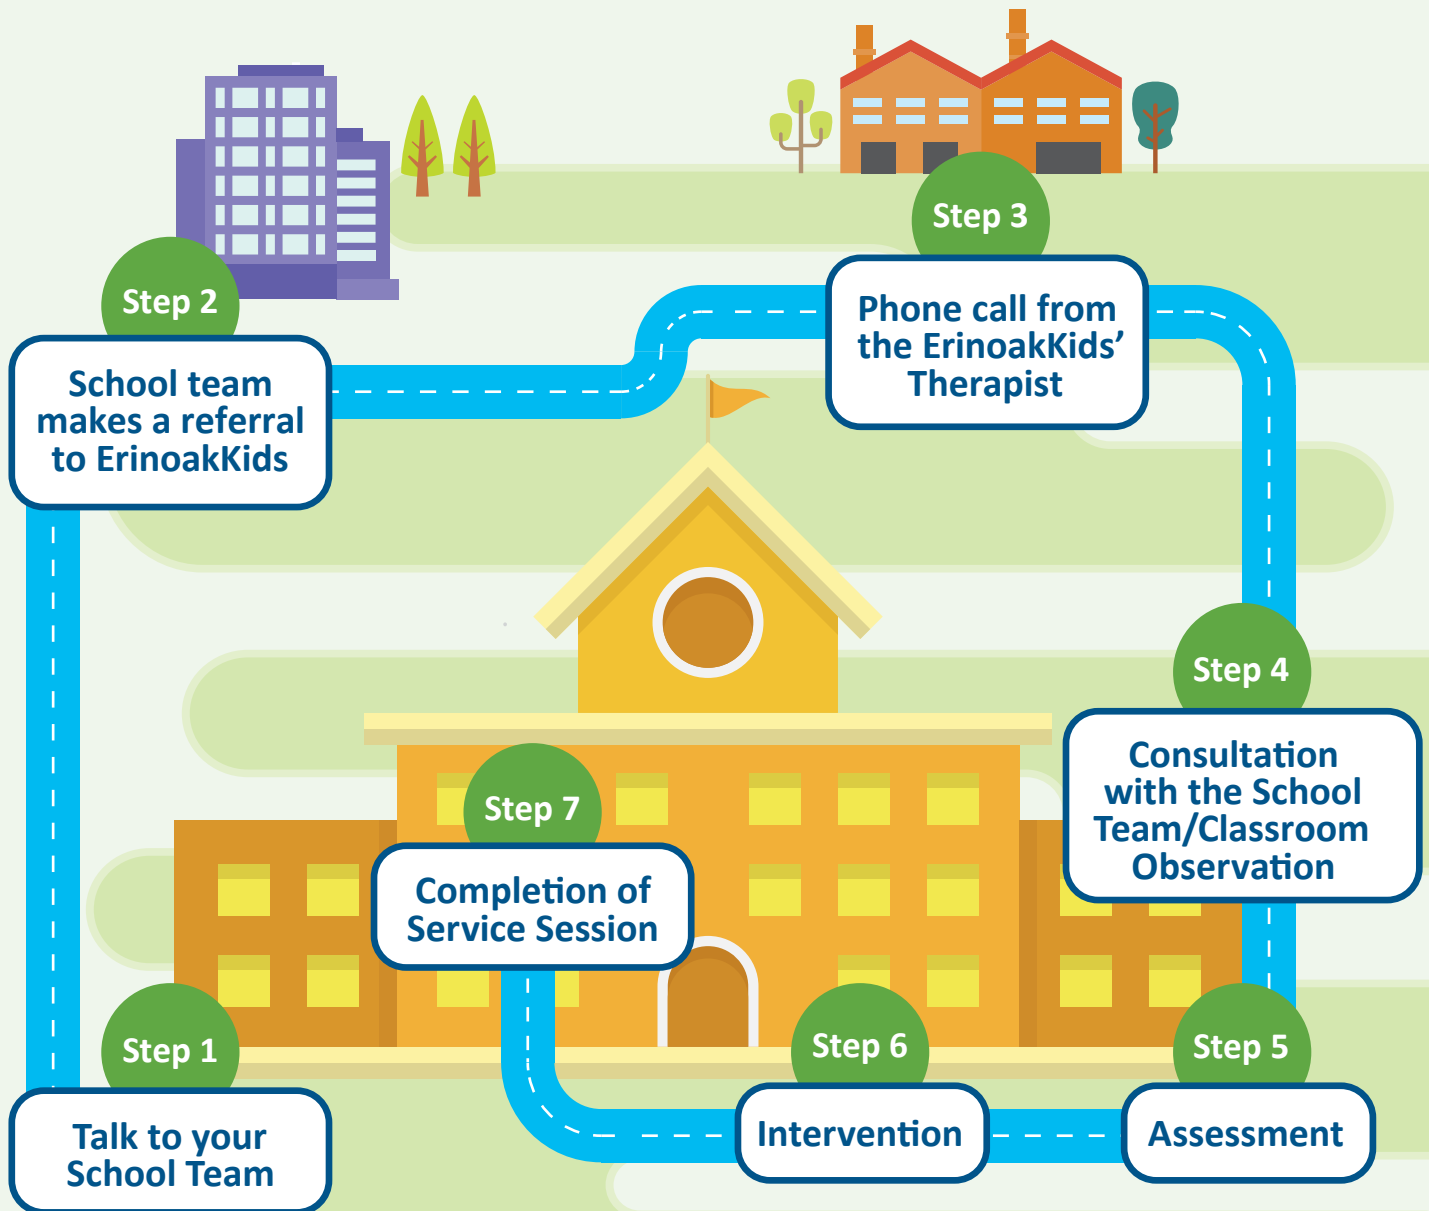 Step 1
Talk to your
School Team
Step 2
School team
makes a referral
to ErinoakKids
Step 3
Phone call from
the ErinoakKids’
Therapist
Step 4
Consultation
with the School
Team/Classroom
Observation
Step 5
Assessment
Step 6
Intervention
Step 7
Completion of
Service Session